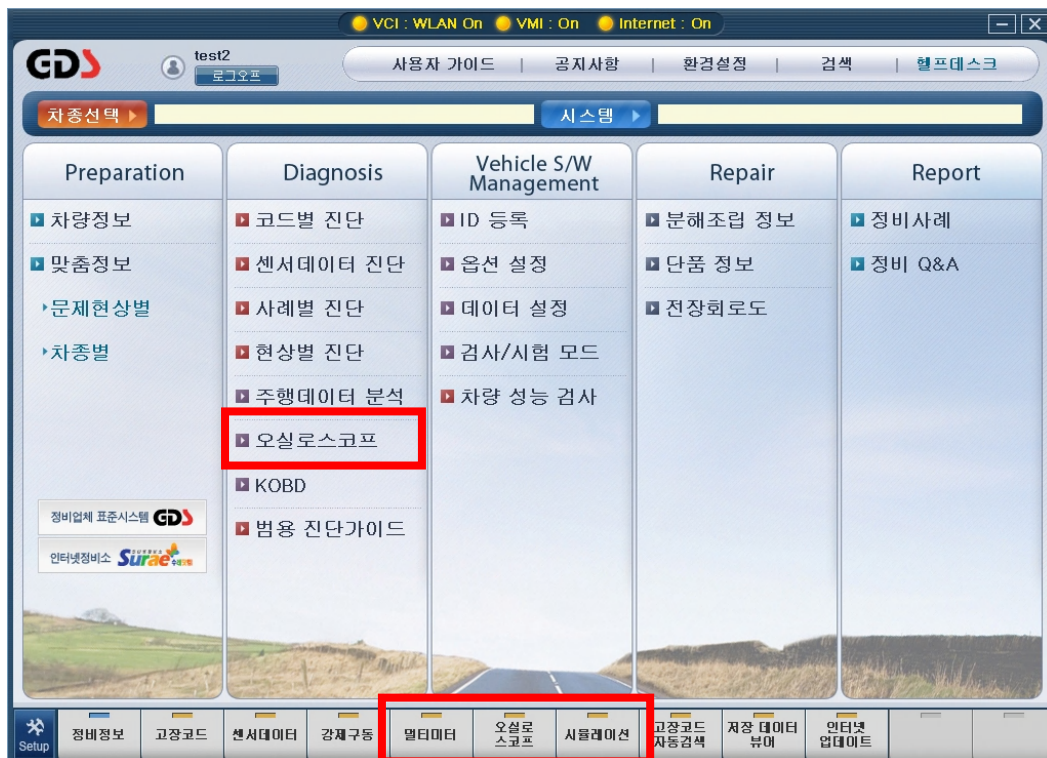 VCI : WLAN On VMI : On Internet : On
GDS
test2
로그오프
사용자 가이드 | 공지사항 | 환경설정 | 검색 | 헬프데스크
차종선택
시스템
Preparation
차량정보
맞춤정보
문제현상별
차종별
정비업체 표준시스템 GDS
인터넷정비소 Surae 수래닷컴
Diagnosis
코드별 진단
센서데이터 진단
사례별 진단
현상별 진단
주행데이터 분석
오실로스코프
KOBD
범용 진단가이드
Vehicle S/W
Management
ID 등록
옵션 설정
데이터 설정
검사/시험 모드
차량 성능 검사
Repair
분해조립 정보
단품 정보
전장회로도
Report
정비사례
정비 Q&A
Setup
정비정보
고장코드
센서데이터
강제구동
멀티미터
오실로
스코프
시뮬레이션
고장코드
자동검색
저장 데이터
뷰어
인터넷
업데이트